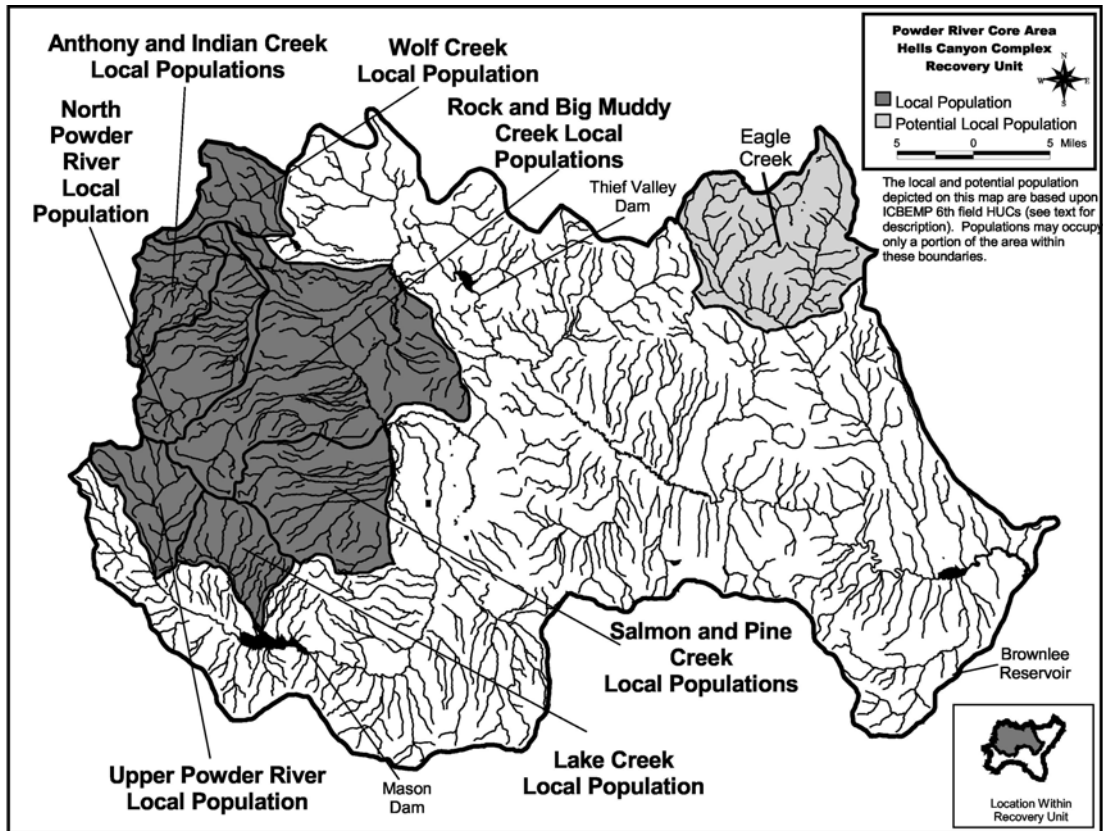 Anthony and Indian Creek
Local Populations
Wolf Creek
Local Population
North
Powder
River
Local
Population
Rock and Big Muddy
Creek Local
Populations
Thief Valley
Dam
Eagle
Creek
Powder River Core Area
Hells Canyon Complex
Recovery Unit
N
W
E
S
Local Population
Potential Local Population
5 0 5 Miles
The local and potential population
depicted on this map are based upon
ICBEMP 6th field HUCs (see text for
description). Populations may occupy
only a portion of the area within
these boundaries.
Salmon and Pine
Creek
Local Populations
Brownlee
Reservoir
Upper Powder River
Local Population
Mason
Dam
Lake Creek
Local Population
Location Within
Recovery Unit